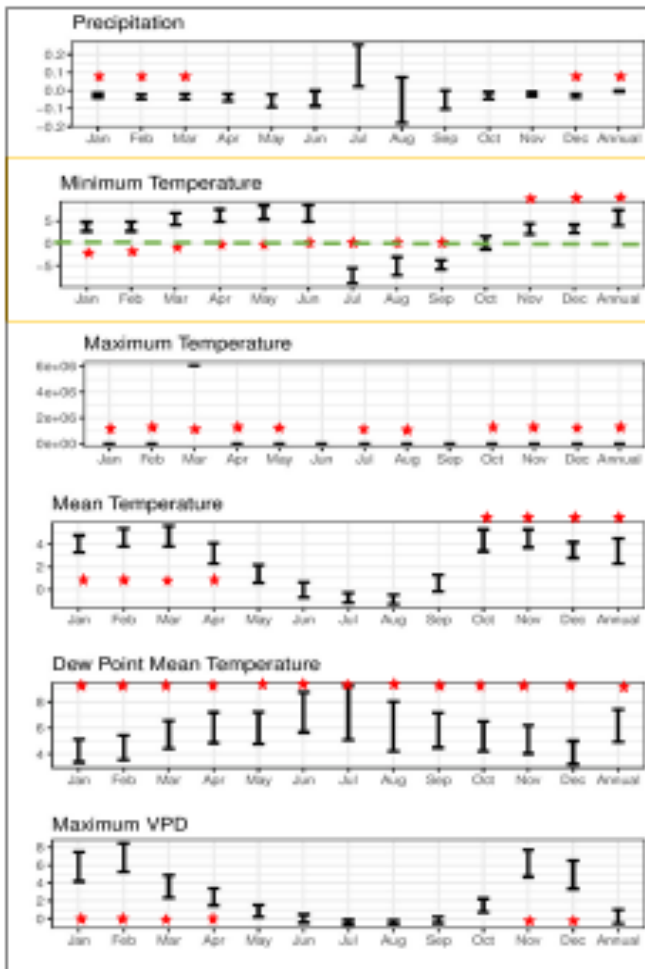 Precipitation
0.2
0.1
0.0
-0.1
-0.2
Jan Feb Mar Apr May Jun Jul Aug Sep Oct Nov Dec Annual
Minimum Temperature
5
0
-5
Jan Feb Mar Apr May Jun Jul Aug Sep Oct Nov Dec Annual
Maximum Temperature
6e+06
4e+06
2e+06
0e+00
Jan Feb Mar Apr May Jun Jul Aug Sep Oct Nov Dec Annual
Mean Temperature
4
2
0
Jan Feb Mar Apr May Jun Jul Aug Sep Oct Nov Dec Annual
Dew Point Mean Temperature
8
6
4
Jan Feb Mar Apr May Jun Jul Aug Sep Oct Nov Dec Annual
Maximum VPD
8
6
4
2
0
Jan Feb Mar Apr May Jun Jul Aug Sep Oct Nov Dec Annual